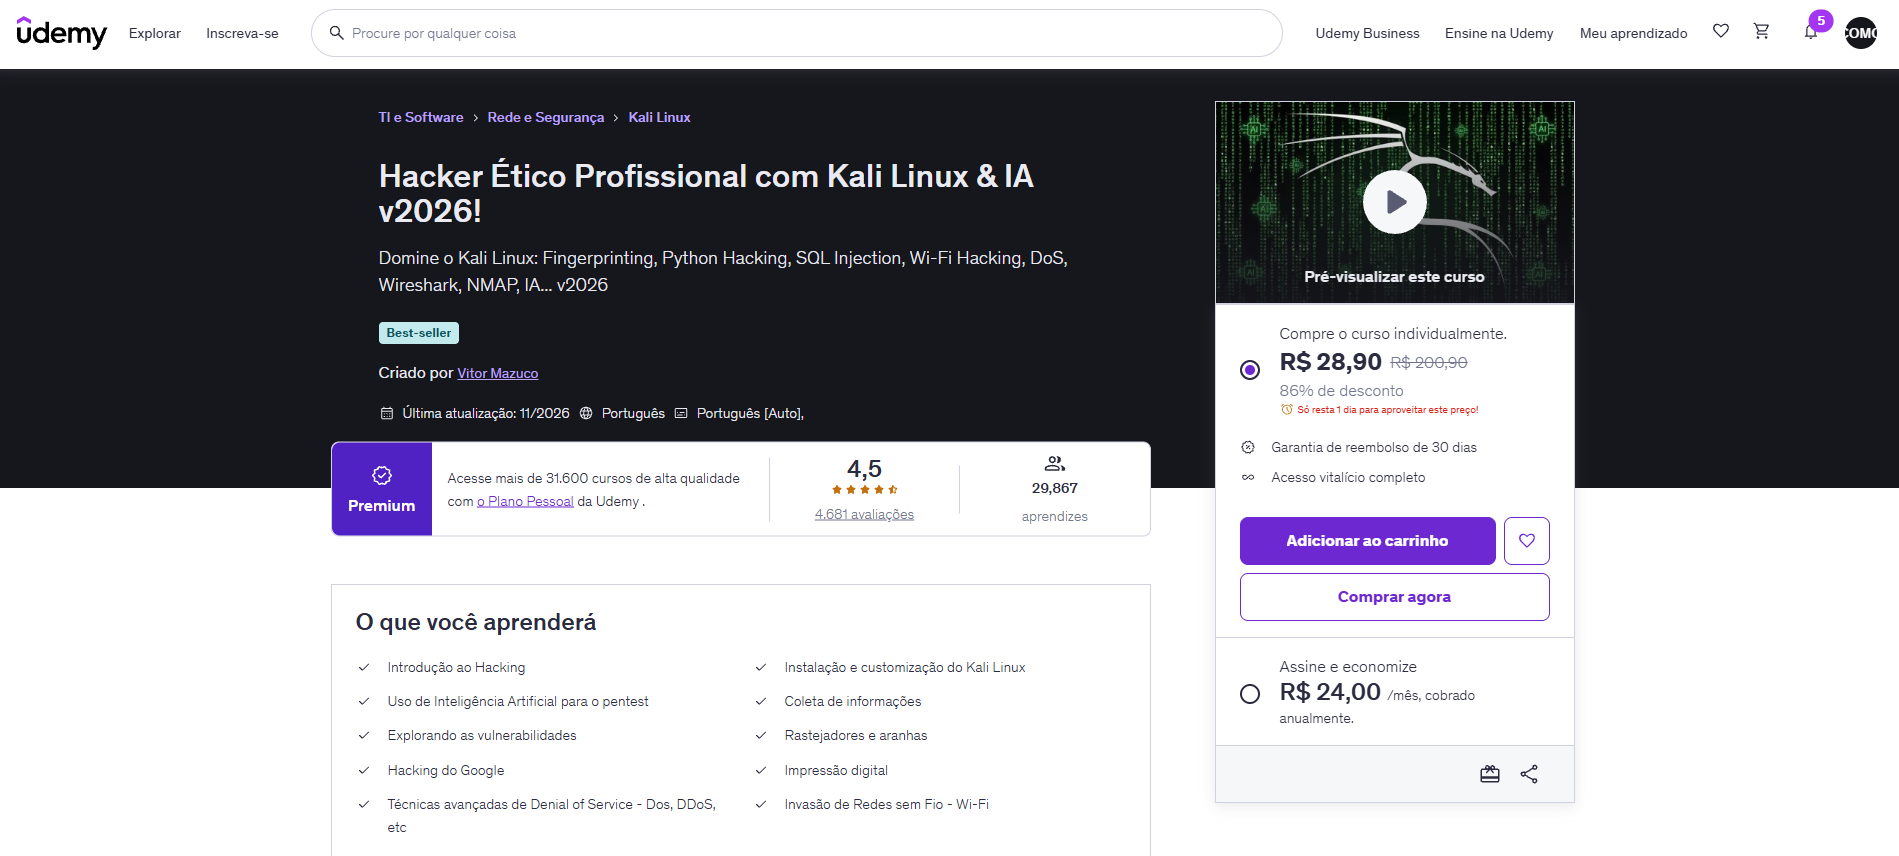 udemy
Explorar
Inscreva-se
Procure por qualquer coisa
Udemy Business
Ensine na Udemy
Meu aprendizado
5
TI e Software > Rede e Segurança > Kali Linux
Hacker Ético Profissional com Kali Linux & IA
v2026!
Domine o Kali Linux: Fingerprinting, Python Hacking, SQL Injection, Wi-Fi Hacking, DoS,
Wireshark, NMAP, IA... v2026
Best-seller
Criado por Vitor Mazuco
Última atualização: 11/2026 Português Português [Auto],
Premium
Acesse mais de 31.600 cursos de alta qualidade
com o Plano Pessoal da Udemy .
4,5
4.681 avaliações
29,867
aprendizes
O que você aprenderá
Introdução ao Hacking
Instalação e customização do Kali Linux
Uso de Inteligência Artificial para o pentest
Coleta de informações
Explorando as vulnerabilidades
Rastejadores e aranhas
Hacking do Google
Impressão digital
Técnicas avançadas de Denial of Service - Dos, DDoS,
etc
Invasão de Redes sem Fio - Wi-Fi
AI
AI
Pré-visualizar este curso
Compre o curso individualmente.
R$ 28,90 R$ 200,90
86% de desconto
Só resta 1 dia para aproveitar este preço!
Garantia de reembolso de 30 dias
Acesso vitalício completo
Adicionar ao carrinho
Comprar agora
Assine e economize
R$ 24,00 /mês, cobrado
anualmente.